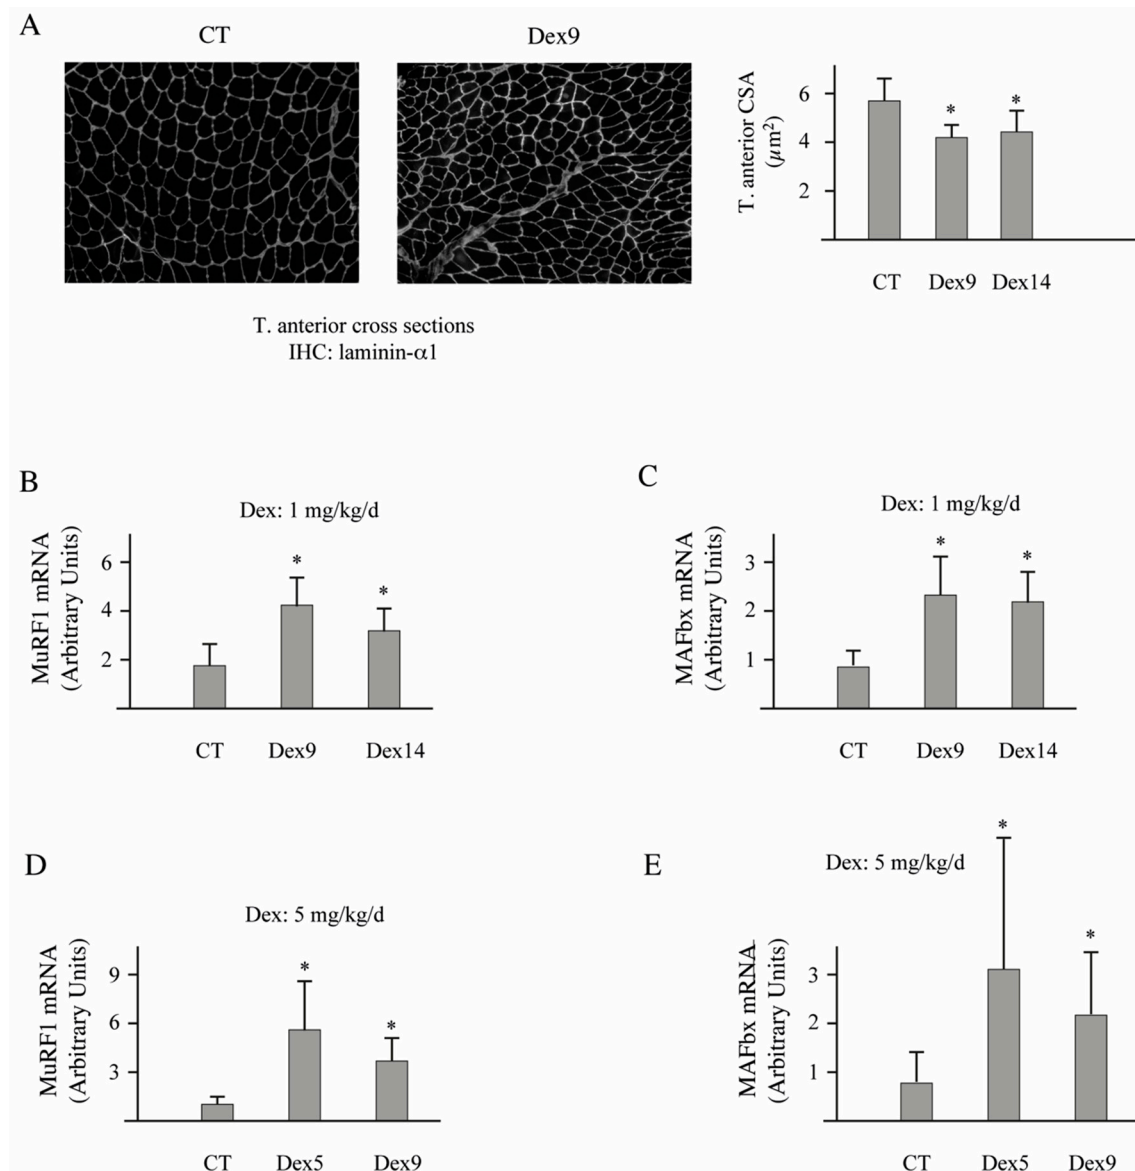 A
CT
Dex9
T. anterior cross sections
IHC: laminin-α1
T. anterior CSA
(µm²)
6
4
2
*
*
CT Dex9 Dex14
B
Dex: 1 mg/kg/d
MuRF1 mRNA
(Arbitrary Units)
6
4
2
*
*
CT Dex9 Dex14
C
Dex: 1 mg/kg/d
MAFbx mRNA
(Arbitrary Units)
3
2
1
*
*
CT Dex9 Dex14
D
Dex: 5 mg/kg/d
MuRF1 mRNA
(Arbitrary Units)
9
6
3
*
*
CT Dex5 Dex9
E
Dex: 5 mg/kg/d
MAFbx mRNA
(Arbitrary Units)
3
2
1
*
*
CT Dex5 Dex9